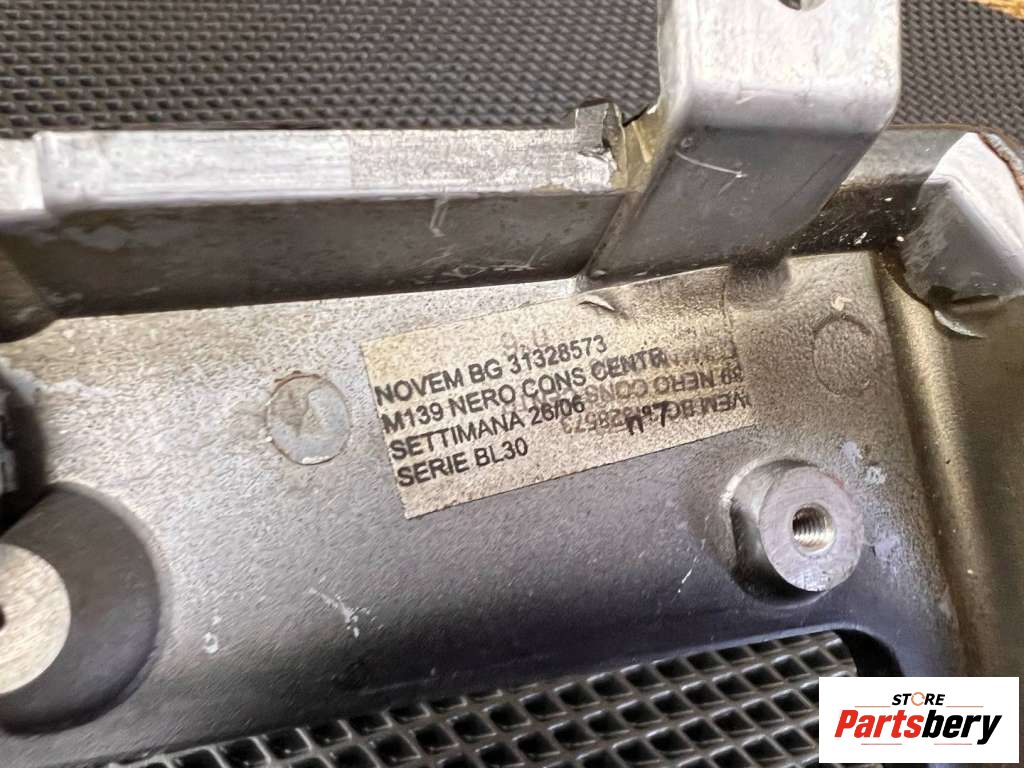 NOVEM BG 31328573
M139 NERO CONS CENTR
SETTIMANA 26/06
SERIE BL30
STORE
Partsbery